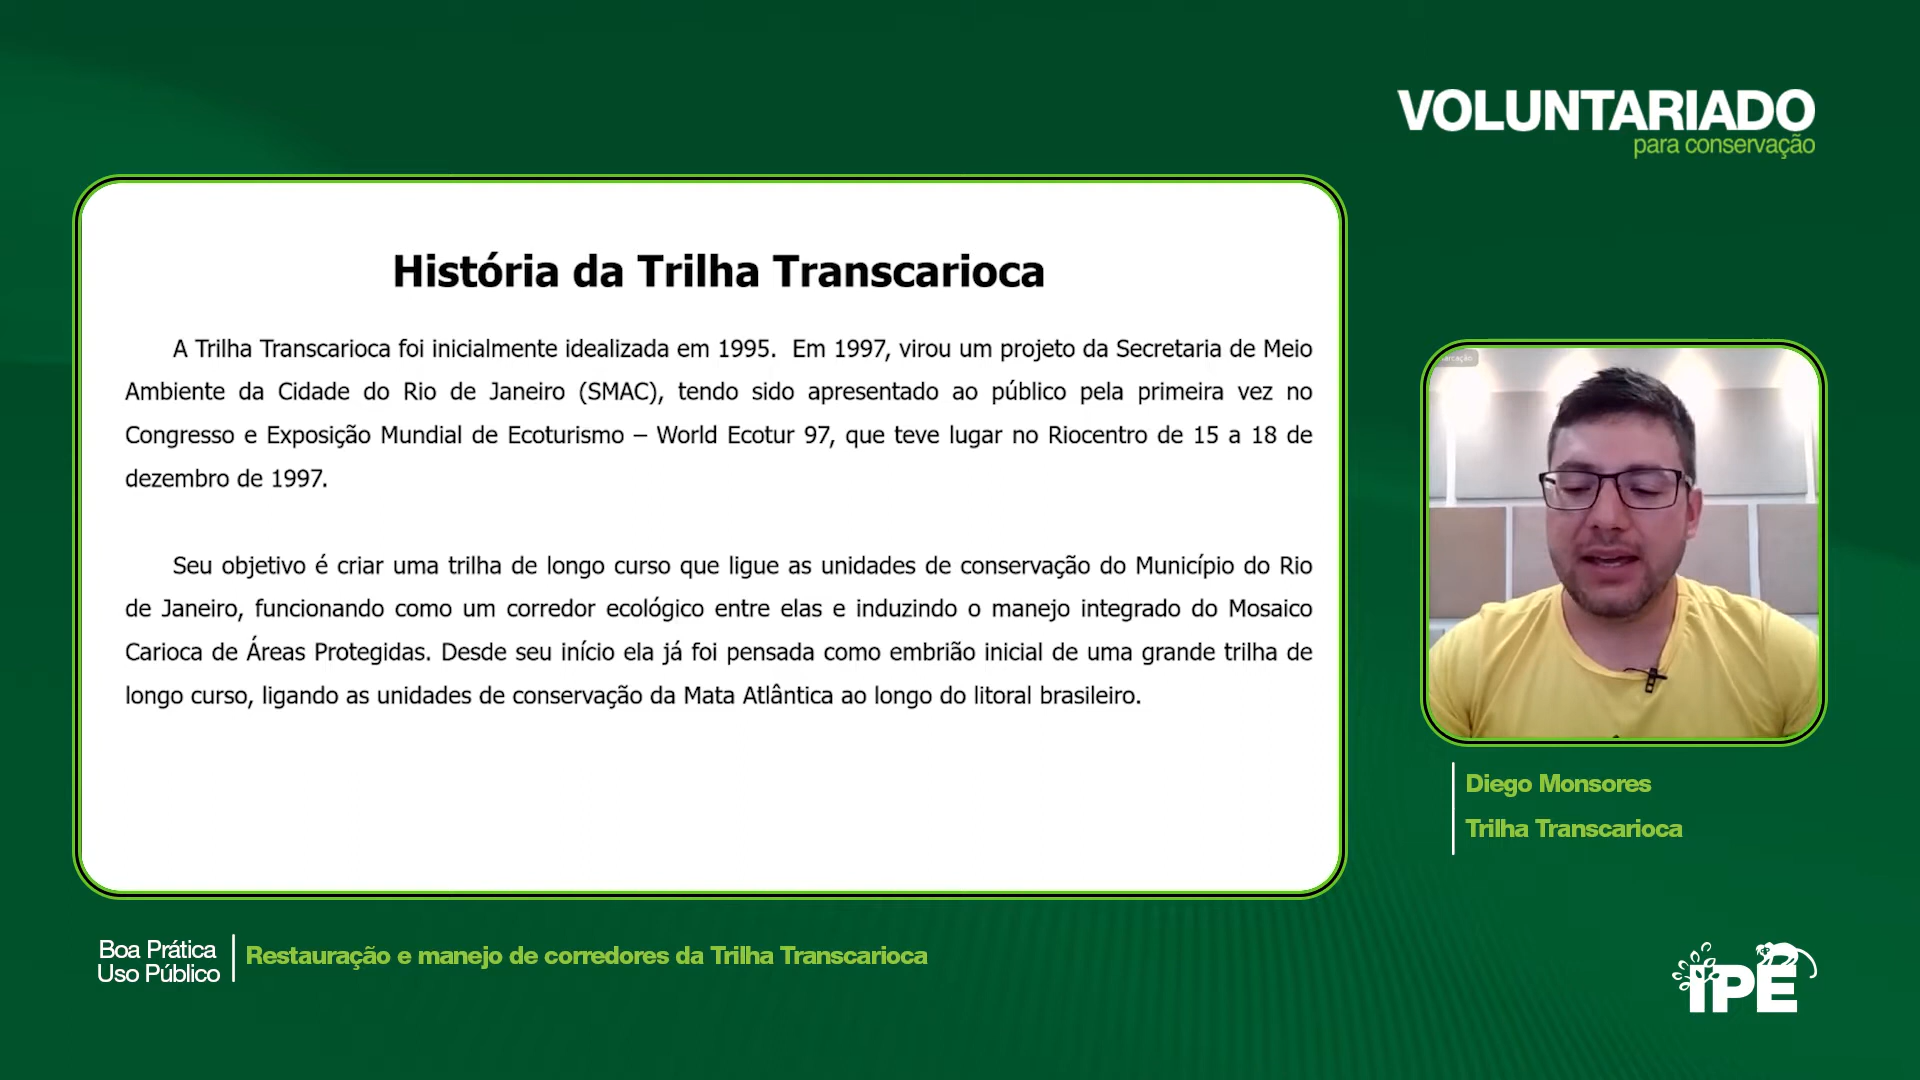 VOLUNTARIADO
para conservação
História da Trilha Transcarioca
A Trilha Transcarioca foi inicialmente idealizada em 1995.  Em 1997, virou um projeto da Secretaria de Meio
Ambiente da Cidade do Rio de Janeiro (SMAC), tendo sido apresentado ao público pela primeira vez no
Congresso e Exposição Mundial de Ecoturismo – World Ecotur 97, que teve lugar no Riocentro de 15 a 18 de
dezembro de 1997.
Seu objetivo é criar uma trilha de longo curso que ligue as unidades de conservação do Município do Rio
de Janeiro, funcionando como um corredor ecológico entre elas e induzindo o manejo integrado do Mosaico
Carioca de Áreas Protegidas. Desde seu início ela já foi pensada como embrião inicial de uma grande trilha de
longo curso, ligando as unidades de conservação da Mata Atlântica ao longo do litoral brasileiro.
Diego Monsores
Trilha Transcarioca
Boa Prática
Uso Público
Restauração e manejo de corredores da Trilha Transcarioca
IPÊ